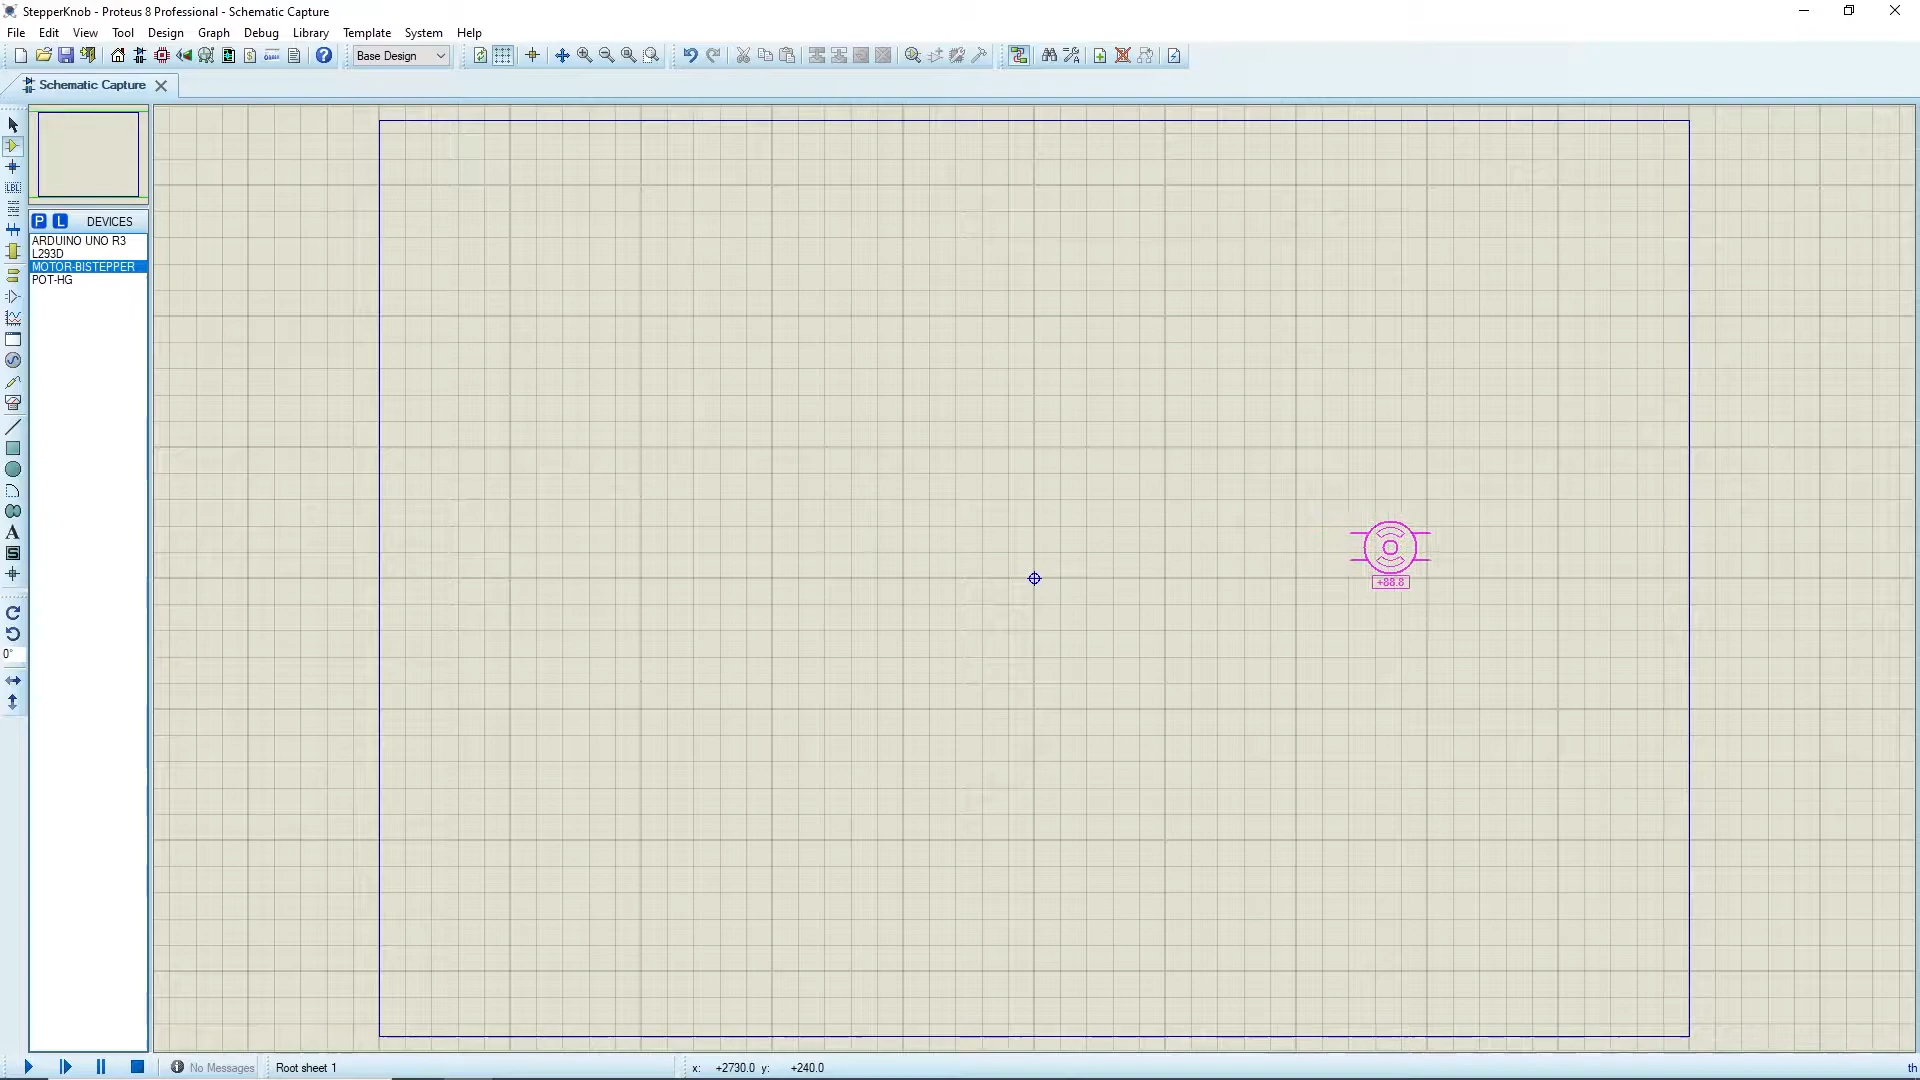 StepperKnob - Proteus 8 Professional - Schematic Capture
File Edit View Tool Design Graph Debug Library Template System Help
Base Design
Schematic Capture
LBL
P L DEVICES
ARDUINO UNO R3
L293D
MOTOR-BISTEPPER
POT-HG
A
S
0°
+88.8
No Messages
Root sheet 1
x: +2730.0 y: +240.0
th